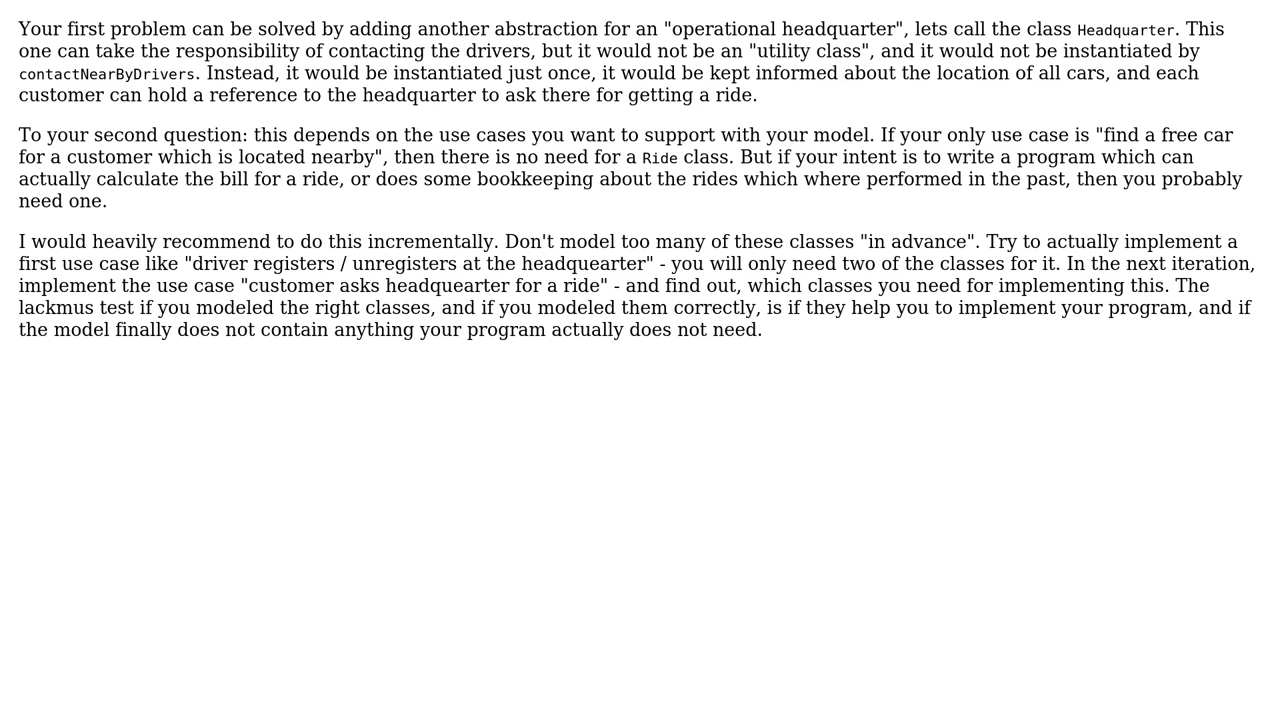 Your first problem can be solved by adding another abstraction for an "operational headquarter", lets call the class Headquarter. This
one can take the responsibility of contacting the drivers, but it would not be an "utility class", and it would not be instantiated by
contactNearByDrivers. Instead, it would be instantiated just once, it would be kept informed about the location of all cars, and each
customer can hold a reference to the headquarter to ask there for getting a ride.
To your second question: this depends on the use cases you want to support with your model. If your only use case is "find a free car
for a customer which is located nearby", then there is no need for a Ride class. But if your intent is to write a program which can
actually calculate the bill for a ride, or does some bookkeeping about the rides which where performed in the past, then you probably
need one.
I would heavily recommend to do this incrementally. Don't model too many of these classes "in advance". Try to actually implement a
first use case like "driver registers / unregisters at the headquearter" - you will only need two of the classes for it. In the next iteration,
implement the use case "customer asks headquearter for a ride" - and find out, which classes you need for implementing this. The
lackmus test if you modeled the right classes, and if you modeled them correctly, is if they help you to implement your program, and if
the model finally does not contain anything your program actually does not need.